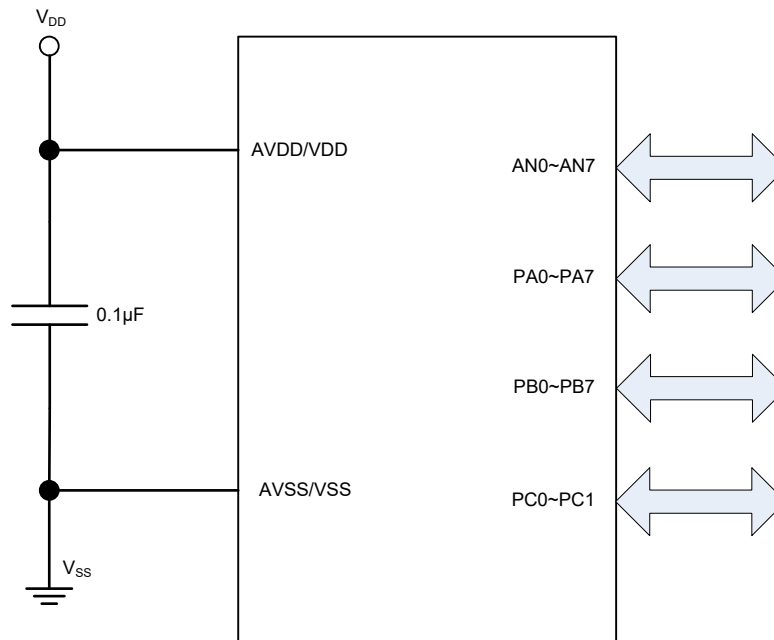 VDD
AVDD/VDD
AN0~AN7
PA0~PA7
0.1µF
PB0~PB7
AVSS/VSS
PC0~PC1
VSS